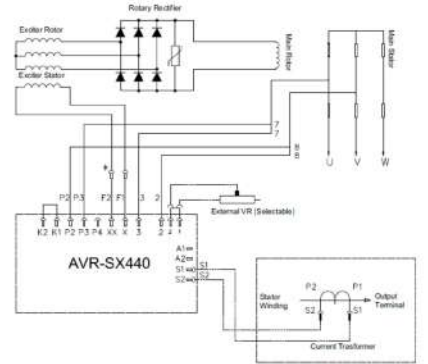 Rotary Rectifier
Exciter Rotor
Exciter Stator
Main Rotor
Main Stator
7
7
8
8
U V W
+
P2 P3 F2 F1 3 2
External VR (Selectable)
K2 K1 P2 P3 P4 XX X 3 2 4 1
A1
A2
S1 S1
S2 S2
AVR-SX440
P2 P1
Stator Winding
Output Terminal
S2 S1
Current Trasformer